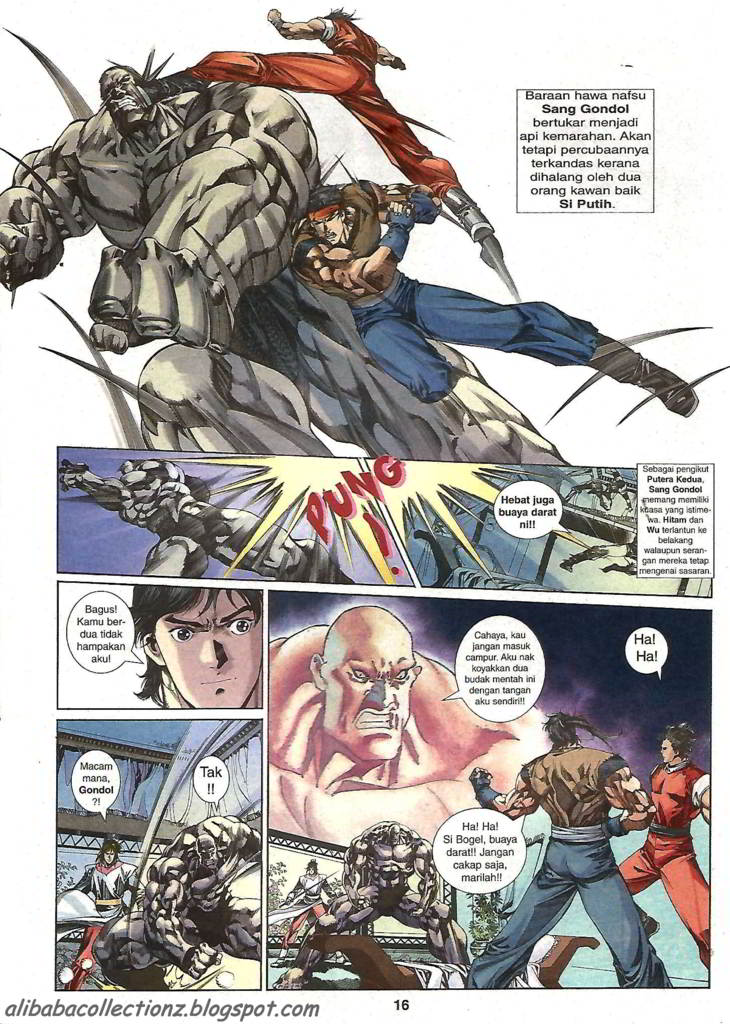 Baraan hawa nafsu
Sang Gondol
bertukar menjadi
api kemarahan. Akan
tetapi percubaannya
terkandas kerana
dihalang oleh dua
orang kawan baik
Si Putih.
PUNG!
Hebat juga
buaya darat
ni!!
Sebagai pengikut
Putera Kedua,
Sang Gondol
memang memiliki
kuasa yang istime-
wa. Hitam dan
Wu terlantun ke
belakang
walaupun seran-
gan mereka tetap
mengenai sasaran.
Bagus!
Kamu ber-
dua tidak
hampakan
aku!
Cahaya, kau
jangan masuk
campur. Aku nak
koyakkan dua
budak mentah ini
dengan tangan
aku sendiri!!
Ha!
Ha!
Macam
mana,
Gondol
?!
Tak
!!
Ha! Ha!
Si Bogel, buaya
darat!! Jangan
cakap saja,
marilah!!
16
alibabacollectionz.blogspot.com